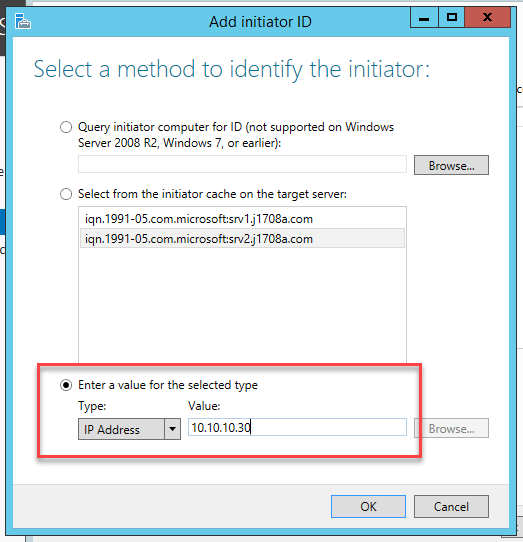 Add initiator ID
Select a method to identify the initiator:
Query initiator computer for ID (not supported on Windows
Server 2008 R2, Windows 7, or earlier):
Browse...
Select from the initiator cache on the target server:
iqn.1991-05.com.microsoft:srv1.j1708a.com
iqn.1991-05.com.microsoft:srv2.j1708a.com
Enter a value for the selected type
Type: Value:
IP Address 10.10.10.30 Browse...
OK Cancel